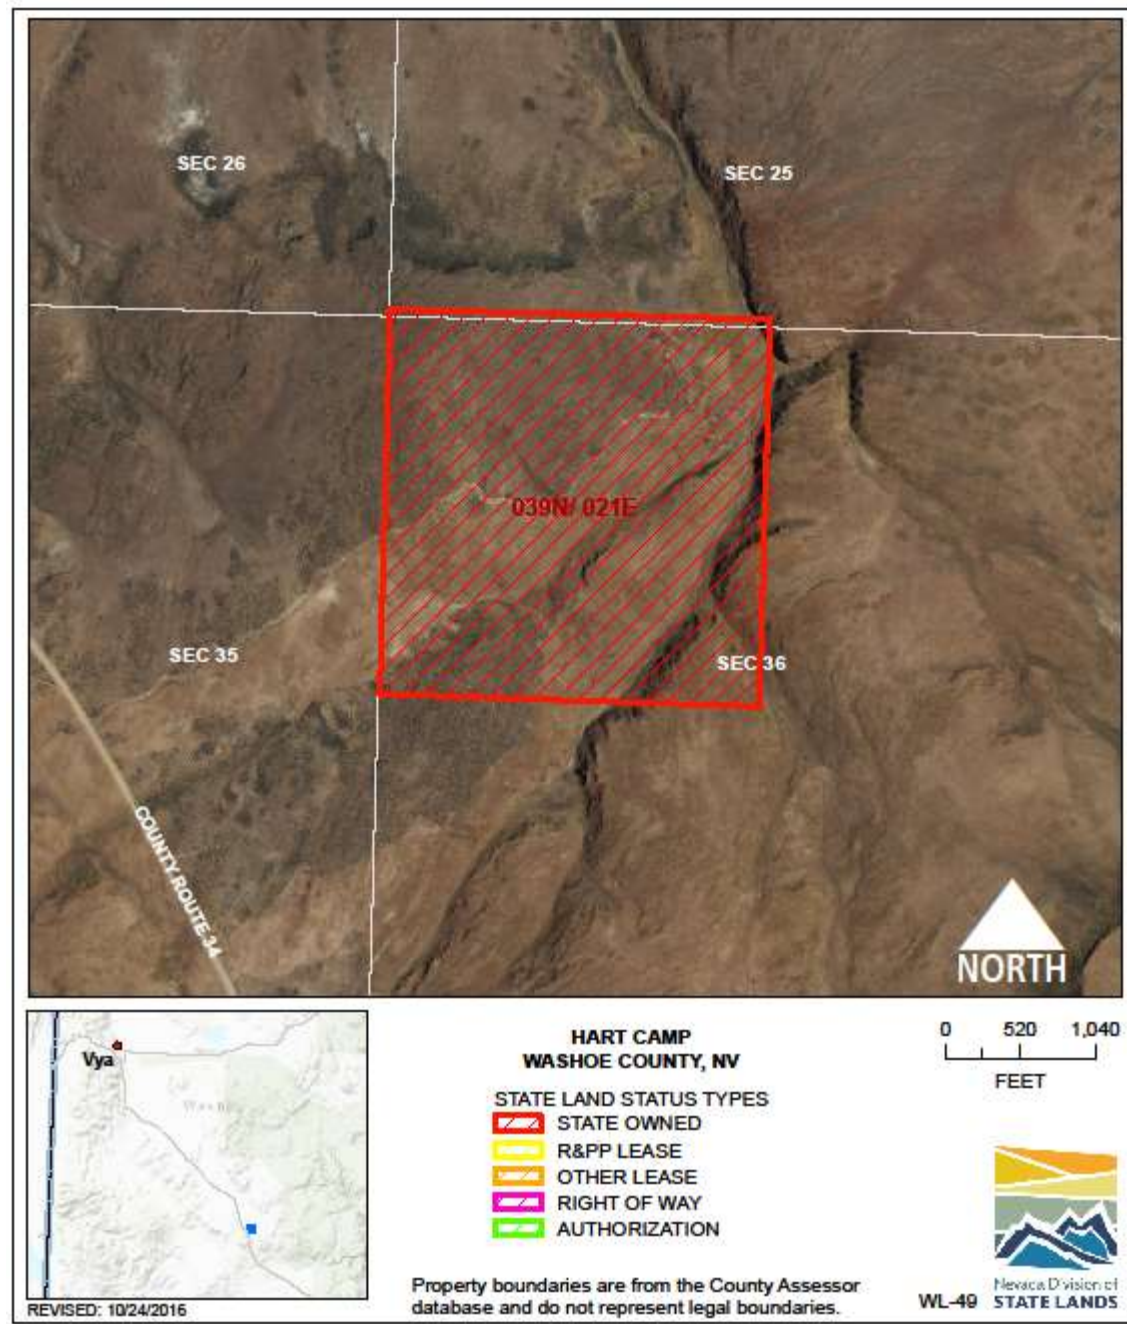 SEC 26
SEC 25
039N/ 021E
SEC 35
SEC 36
COUNTY ROUTE 34
NORTH
Vya
Washoe
REVISED: 10/24/2016
HART CAMP
WASHOE COUNTY, NV
STATE LAND STATUS TYPES
STATE OWNED
R&PP LEASE
OTHER LEASE
RIGHT OF WAY
AUTHORIZATION
Property boundaries are from the County Assessor
database and do not represent legal boundaries.
0 520 1,040
FEET
WL-49
Nevada Division of
STATE LANDS